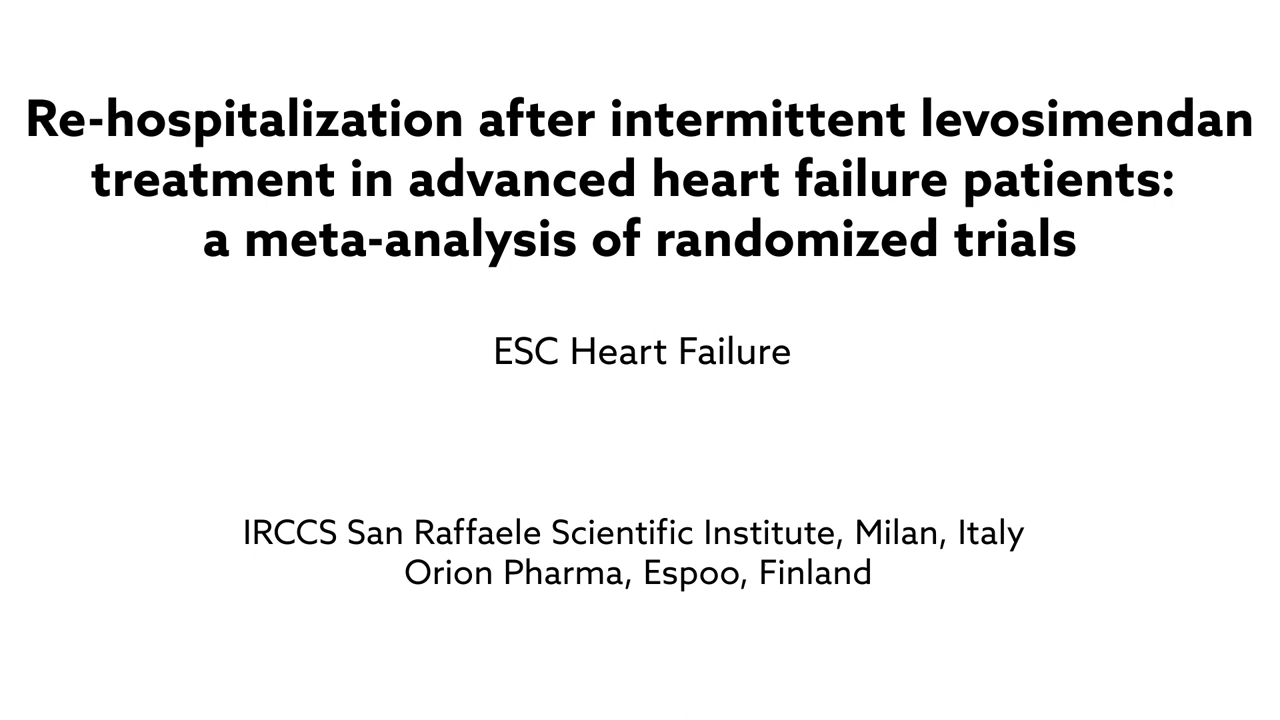 Re-hospitalization after intermittent levosimendan
treatment in advanced heart failure patients:
a meta-analysis of randomized trials
ESC Heart Failure
IRCCS San Raffaele Scientific Institute, Milan, Italy
Orion Pharma, Espoo, Finland